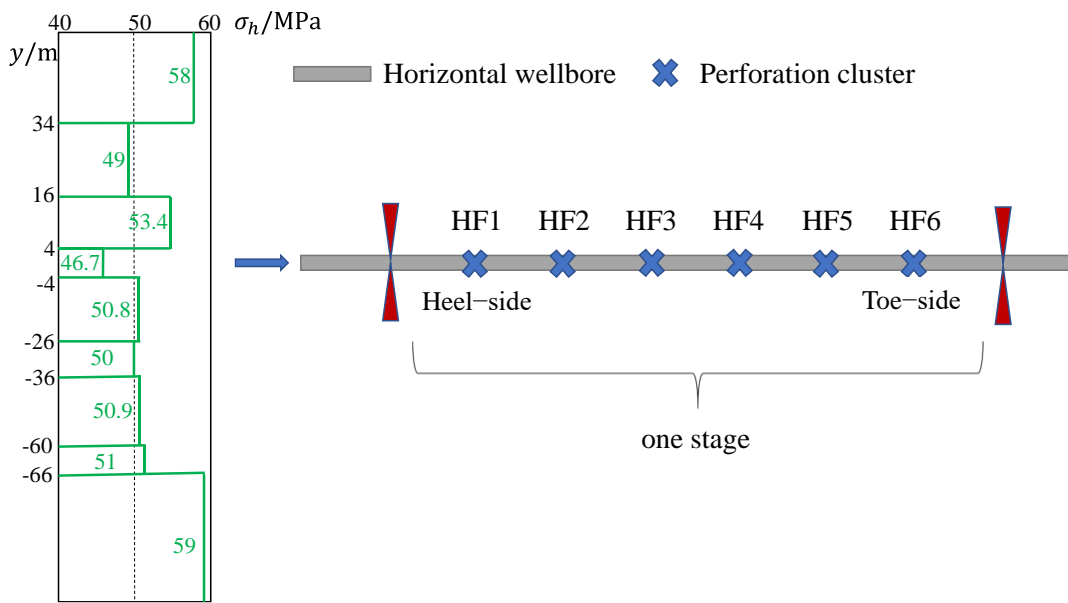 40 50 60 σₕ/MPa
y/m
58
34
49
16
53.4
4
46.7
-4
50.8
-26
50
-36
50.9
-60
51
-66
59
Horizontal wellbore Perforation cluster
HF1 HF2 HF3 HF4 HF5 HF6
Heel−side Toe−side
one stage